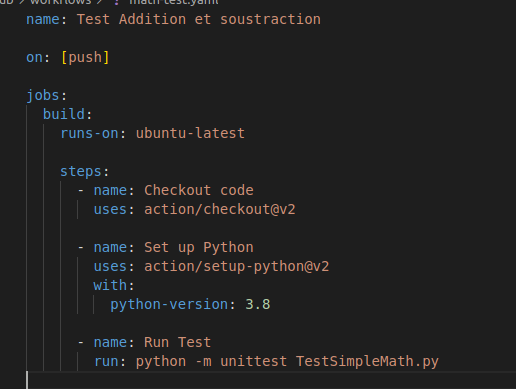 workflows > ! math-test.yaml
name: Test Addition et soustraction
on: [push]
jobs:
build:
runs-on: ubuntu-latest
steps:
- name: Checkout code
uses: action/checkout@v2
- name: Set up Python
uses: action/setup-python@v2
with:
python-version: 3.8
- name: Run Test
run: python -m unittest TestSimpleMath.py